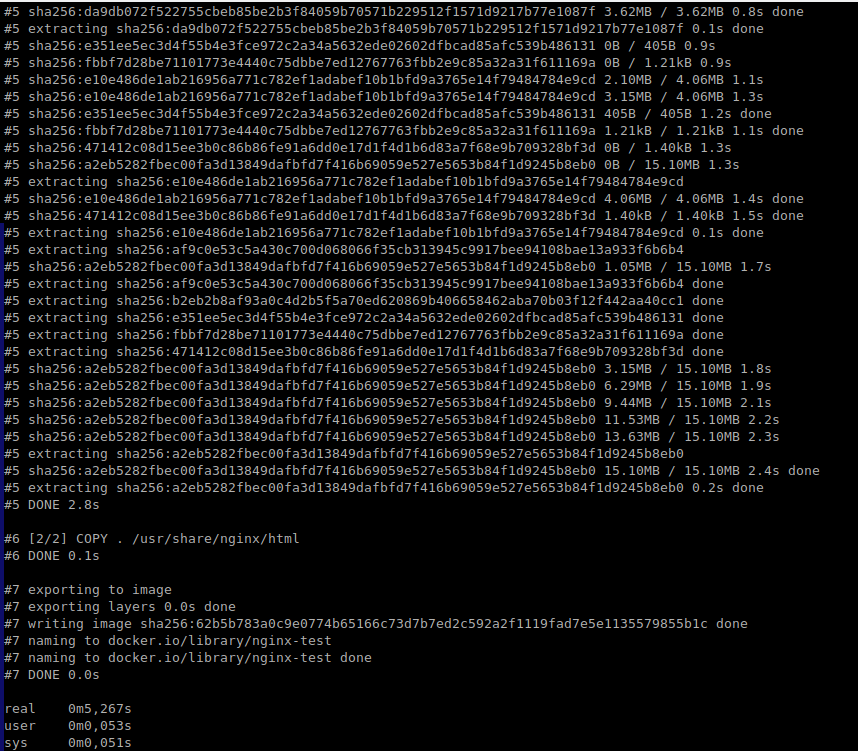 #5 sha256:da9db072f522755cbeb85be2b3f84059b70571b229512f1571d9217b77e1087f 3.62MB / 3.62MB 0.8s done
#5 extracting sha256:da9db072f522755cbeb85be2b3f84059b70571b229512f1571d9217b77e1087f 0.1s done
#5 sha256:e351ee5ec3d4f55b4e3fce972c2a34a5632ede02602dfbcad85afc539b486131 0B / 405B 0.9s
#5 sha256:fbbf7d28be71101773e4440c75dbbe7ed12767763fbb2e9c85a32a31f611169a 0B / 1.21kB 0.9s
#5 sha256:e10e486de1ab216956a771c782ef1adabef10b1bfd9a3765e14f79484784e9cd 2.10MB / 4.06MB 1.1s
#5 sha256:e10e486de1ab216956a771c782ef1adabef10b1bfd9a3765e14f79484784e9cd 3.15MB / 4.06MB 1.3s
#5 sha256:e351ee5ec3d4f55b4e3fce972c2a34a5632ede02602dfbcad85afc539b486131 405B / 405B 1.2s done
#5 sha256:fbbf7d28be71101773e4440c75dbbe7ed12767763fbb2e9c85a32a31f611169a 1.21kB / 1.21kB 1.1s done
#5 sha256:471412c08d15ee3b0c86b86fe91a6dd0e17d1f4d1b6d83a7f68e9b709328bf3d 0B / 1.40kB 1.3s
#5 sha256:a2eb5282fbec00fa3d13849dafbfd7f416b69059e527e5653b84f1d9245b8eb0 0B / 15.10MB 1.3s
#5 extracting sha256:e10e486de1ab216956a771c782ef1adabef10b1bfd9a3765e14f79484784e9cd
#5 sha256:e10e486de1ab216956a771c782ef1adabef10b1bfd9a3765e14f79484784e9cd 4.06MB / 4.06MB 1.4s done
#5 sha256:471412c08d15ee3b0c86b86fe91a6dd0e17d1f4d1b6d83a7f68e9b709328bf3d 1.40kB / 1.40kB 1.5s done
#5 extracting sha256:e10e486de1ab216956a771c782ef1adabef10b1bfd9a3765e14f79484784e9cd 0.1s done
#5 extracting sha256:af9c0e53c5a430c700d068066f35cb313945c9917bee94108bae13a933f6b6b4
#5 sha256:a2eb5282fbec00fa3d13849dafbfd7f416b69059e527e5653b84f1d9245b8eb0 1.05MB / 15.10MB 1.7s
#5 extracting sha256:af9c0e53c5a430c700d068066f35cb313945c9917bee94108bae13a933f6b6b4 done
#5 extracting sha256:b2eb2b8af93a0c4d2b5f5a70ed620869b406658462aba70b03f12f442aa40cc1 done
#5 extracting sha256:e351ee5ec3d4f55b4e3fce972c2a34a5632ede02602dfbcad85afc539b486131 done
#5 extracting sha256:fbbf7d28be71101773e4440c75dbbe7ed12767763fbb2e9c85a32a31f611169a done
#5 extracting sha256:471412c08d15ee3b0c86b86fe91a6dd0e17d1f4d1b6d83a7f68e9b709328bf3d done
#5 sha256:a2eb5282fbec00fa3d13849dafbfd7f416b69059e527e5653b84f1d9245b8eb0 3.15MB / 15.10MB 1.8s
#5 sha256:a2eb5282fbec00fa3d13849dafbfd7f416b69059e527e5653b84f1d9245b8eb0 6.29MB / 15.10MB 1.9s
#5 sha256:a2eb5282fbec00fa3d13849dafbfd7f416b69059e527e5653b84f1d9245b8eb0 9.44MB / 15.10MB 2.1s
#5 sha256:a2eb5282fbec00fa3d13849dafbfd7f416b69059e527e5653b84f1d9245b8eb0 11.53MB / 15.10MB 2.2s
#5 sha256:a2eb5282fbec00fa3d13849dafbfd7f416b69059e527e5653b84f1d9245b8eb0 13.63MB / 15.10MB 2.3s
#5 extracting sha256:a2eb5282fbec00fa3d13849dafbfd7f416b69059e527e5653b84f1d9245b8eb0
#5 sha256:a2eb5282fbec00fa3d13849dafbfd7f416b69059e527e5653b84f1d9245b8eb0 15.10MB / 15.10MB 2.4s done
#5 extracting sha256:a2eb5282fbec00fa3d13849dafbfd7f416b69059e527e5653b84f1d9245b8eb0 0.2s done
#5 DONE 2.8s

#6 [2/2] COPY . /usr/share/nginx/html
#6 DONE 0.1s

#7 exporting to image
#7 exporting layers 0.0s done
#7 writing image sha256:62b5b783a0c9e0774b65166c73d7b7ed2c592a2f1119fad7e5e1135579855b1c done
#7 naming to docker.io/library/nginx-test
#7 naming to docker.io/library/nginx-test done
#7 DONE 0.0s

real    0m5,267s
user    0m0,053s
sys     0m0,051s